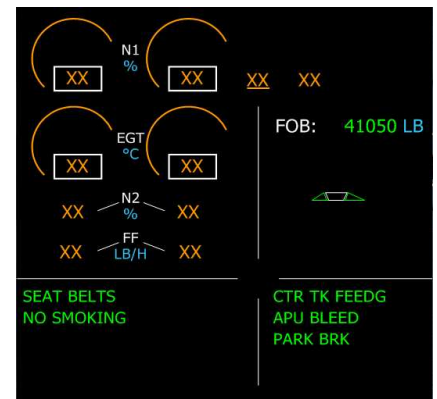 N1
XX % XX XX XX
FOB: 41050 LB
EGT
XX °C XX
N2
XX % XX
FF
XX LB/H XX
SEAT BELTS
NO SMOKING
CTR TK FEEDG
APU BLEED
PARK BRK